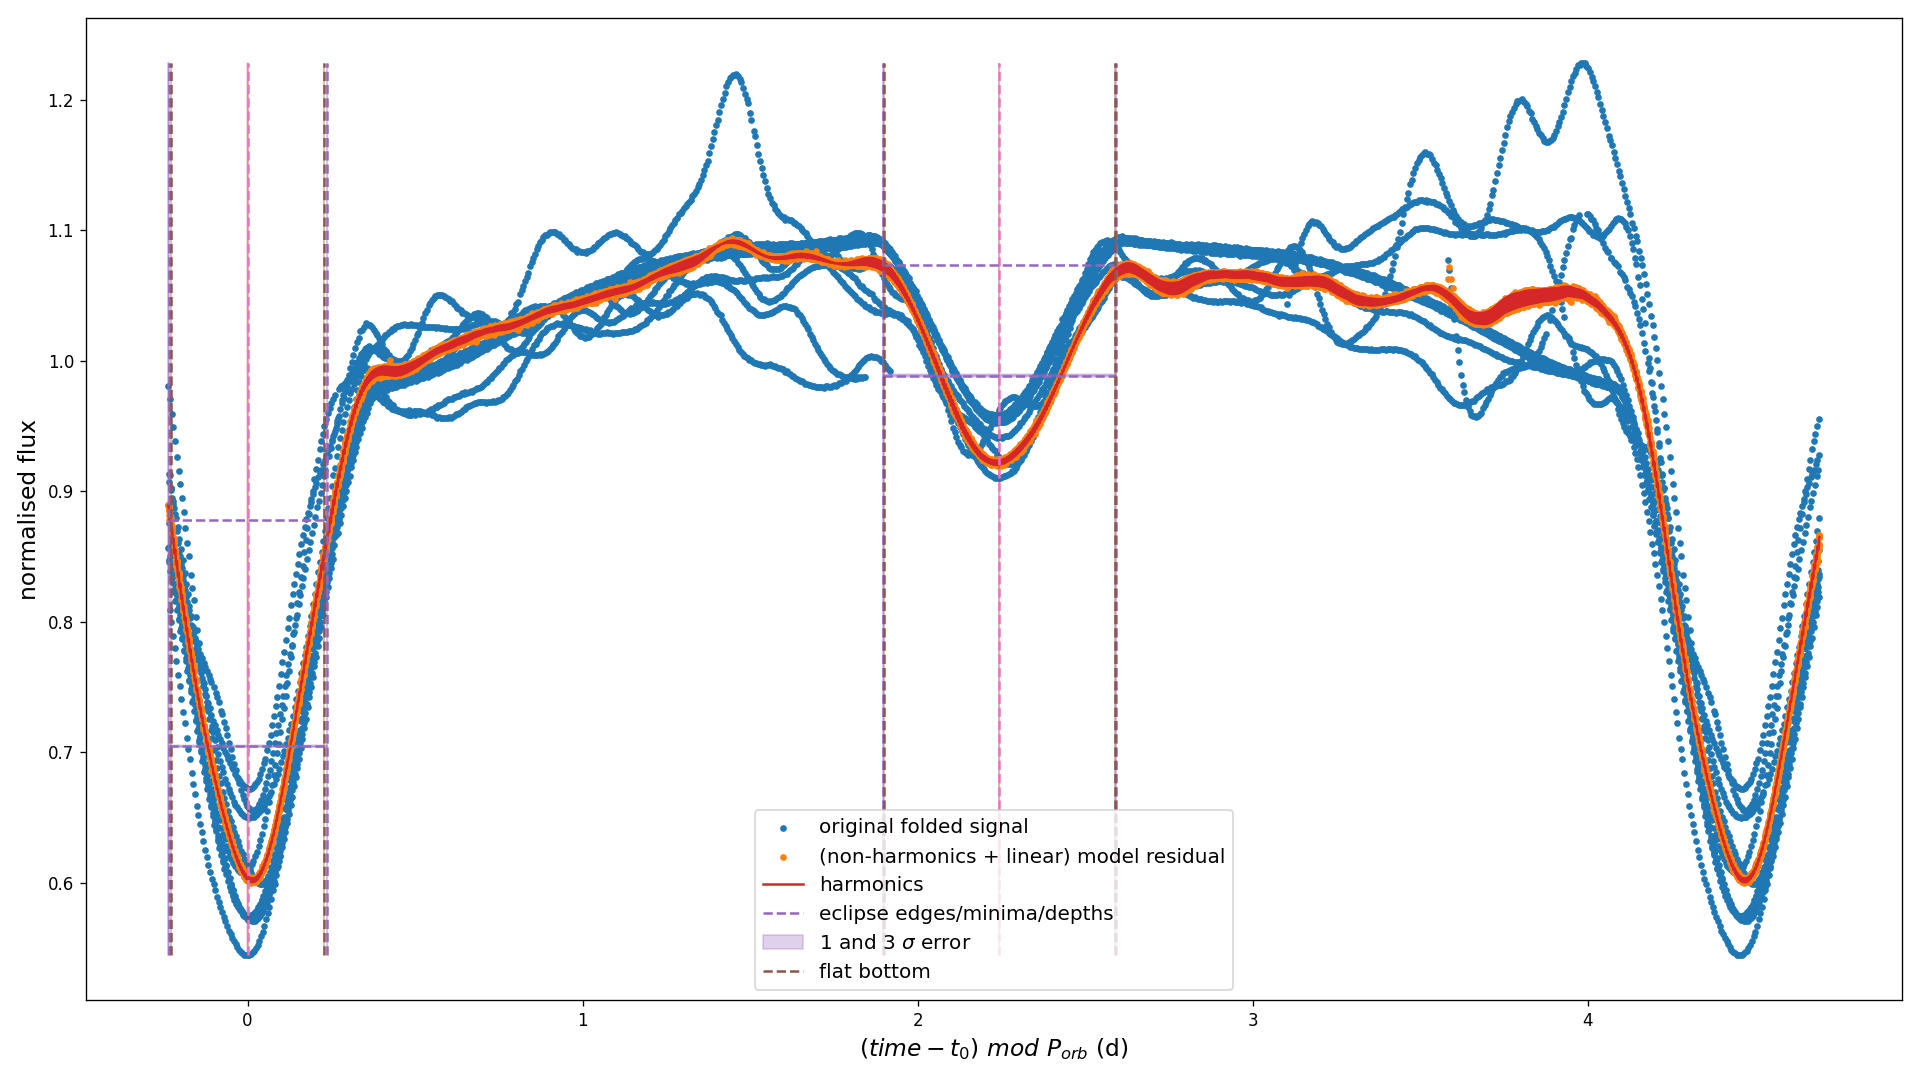 normalised flux
1.2
1.1
1.0
0.9
0.8
0.7
0.6
original folded signal
(non-harmonics + linear) model residual
harmonics
eclipse edges/minima/depths
1 and 3 σ error
flat bottom
0 1 2 3 4
(time − t₀) mod Pₒᵣb (d)